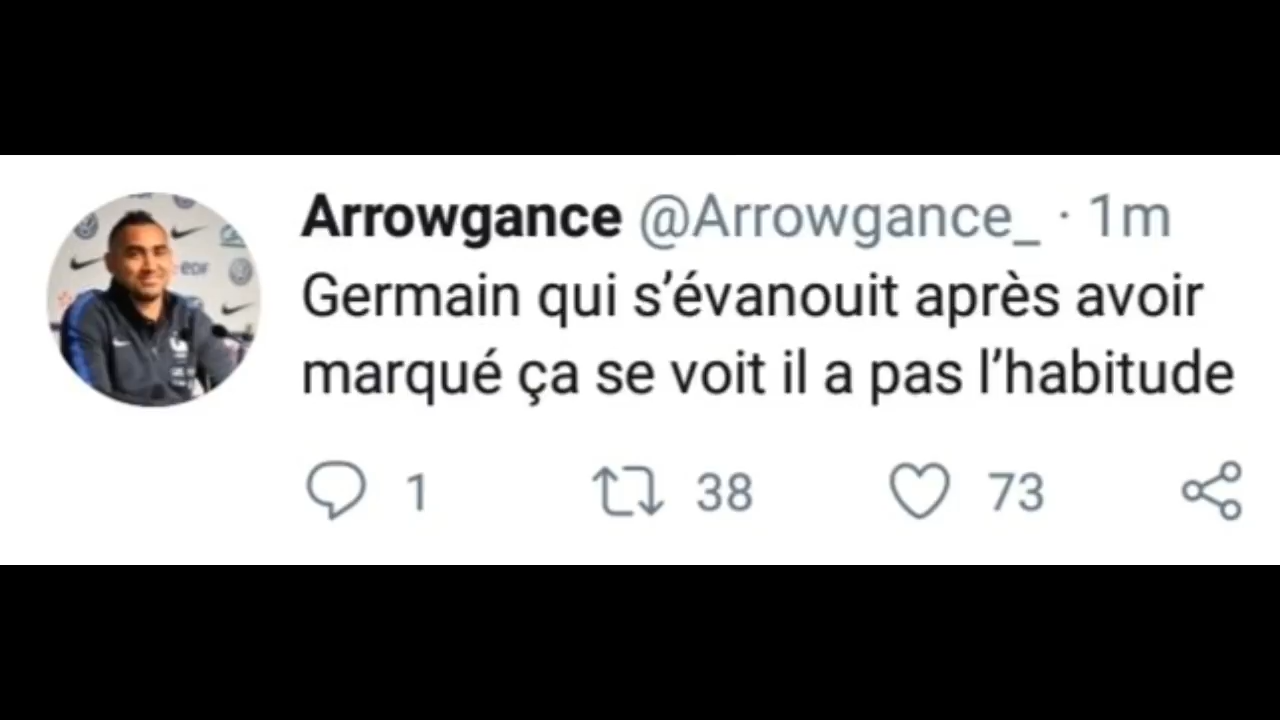 Arrowgance @Arrowgance_ · 1m
Germain qui s’évanouit après avoir
marqué ça se voit il a pas l’habitude
1 38 73